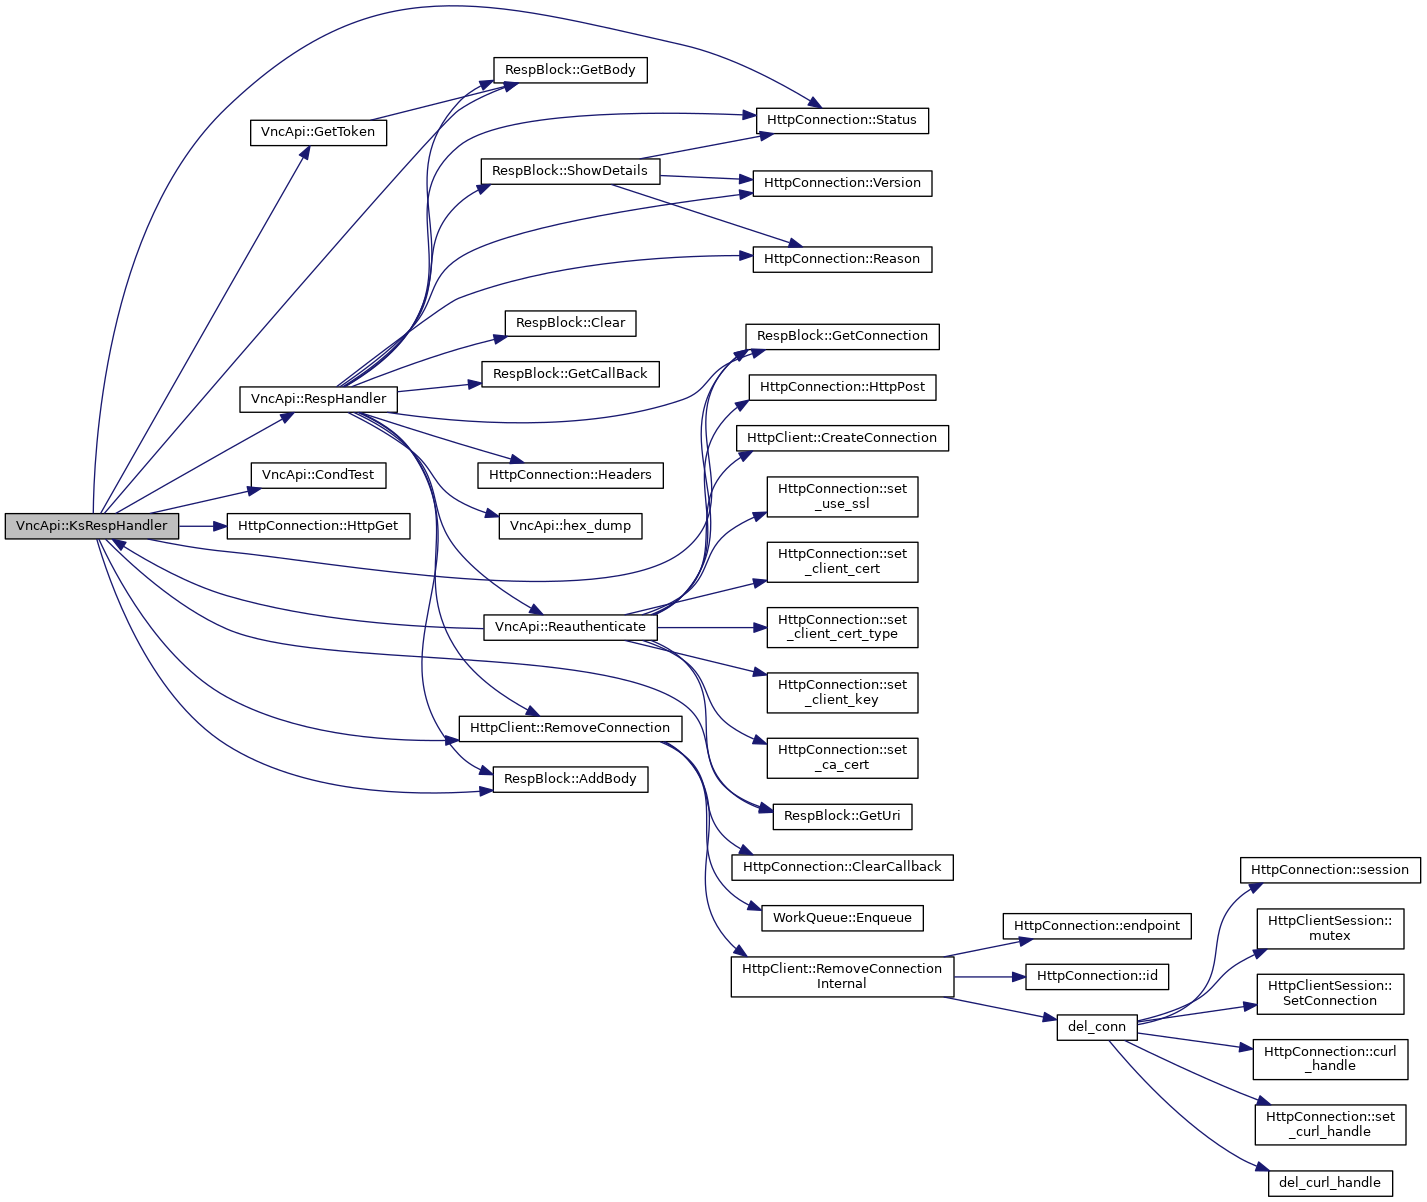 RespBlock::GetBody
HttpConnection::Status
VncApi::GetToken
RespBlock::ShowDetails
HttpConnection::Version
HttpConnection::Reason
RespBlock::Clear
RespBlock::GetConnection
RespBlock::GetCallBack
HttpConnection::HttpPost
VncApi::RespHandler
HttpClient::CreateConnection
VncApi::CondTest
HttpConnection::Headers
HttpConnection::set
_use_ssl
VncApi::KsRespHandler
HttpConnection::HttpGet
VncApi::hex_dump
HttpConnection::set
_client_cert
VncApi::Reauthenticate
HttpConnection::set
_client_cert_type
HttpConnection::set
_client_key
HttpClient::RemoveConnection
HttpConnection::set
_ca_cert
RespBlock::AddBody
RespBlock::GetUri
HttpConnection::ClearCallback
HttpConnection::session
WorkQueue::Enqueue
HttpConnection::endpoint
HttpClientSession::
mutex
HttpClient::RemoveConnection
Internal
HttpConnection::id
HttpClientSession::
SetConnection
del_conn
HttpConnection::curl
_handle
HttpConnection::set
_curl_handle
del_curl_handle